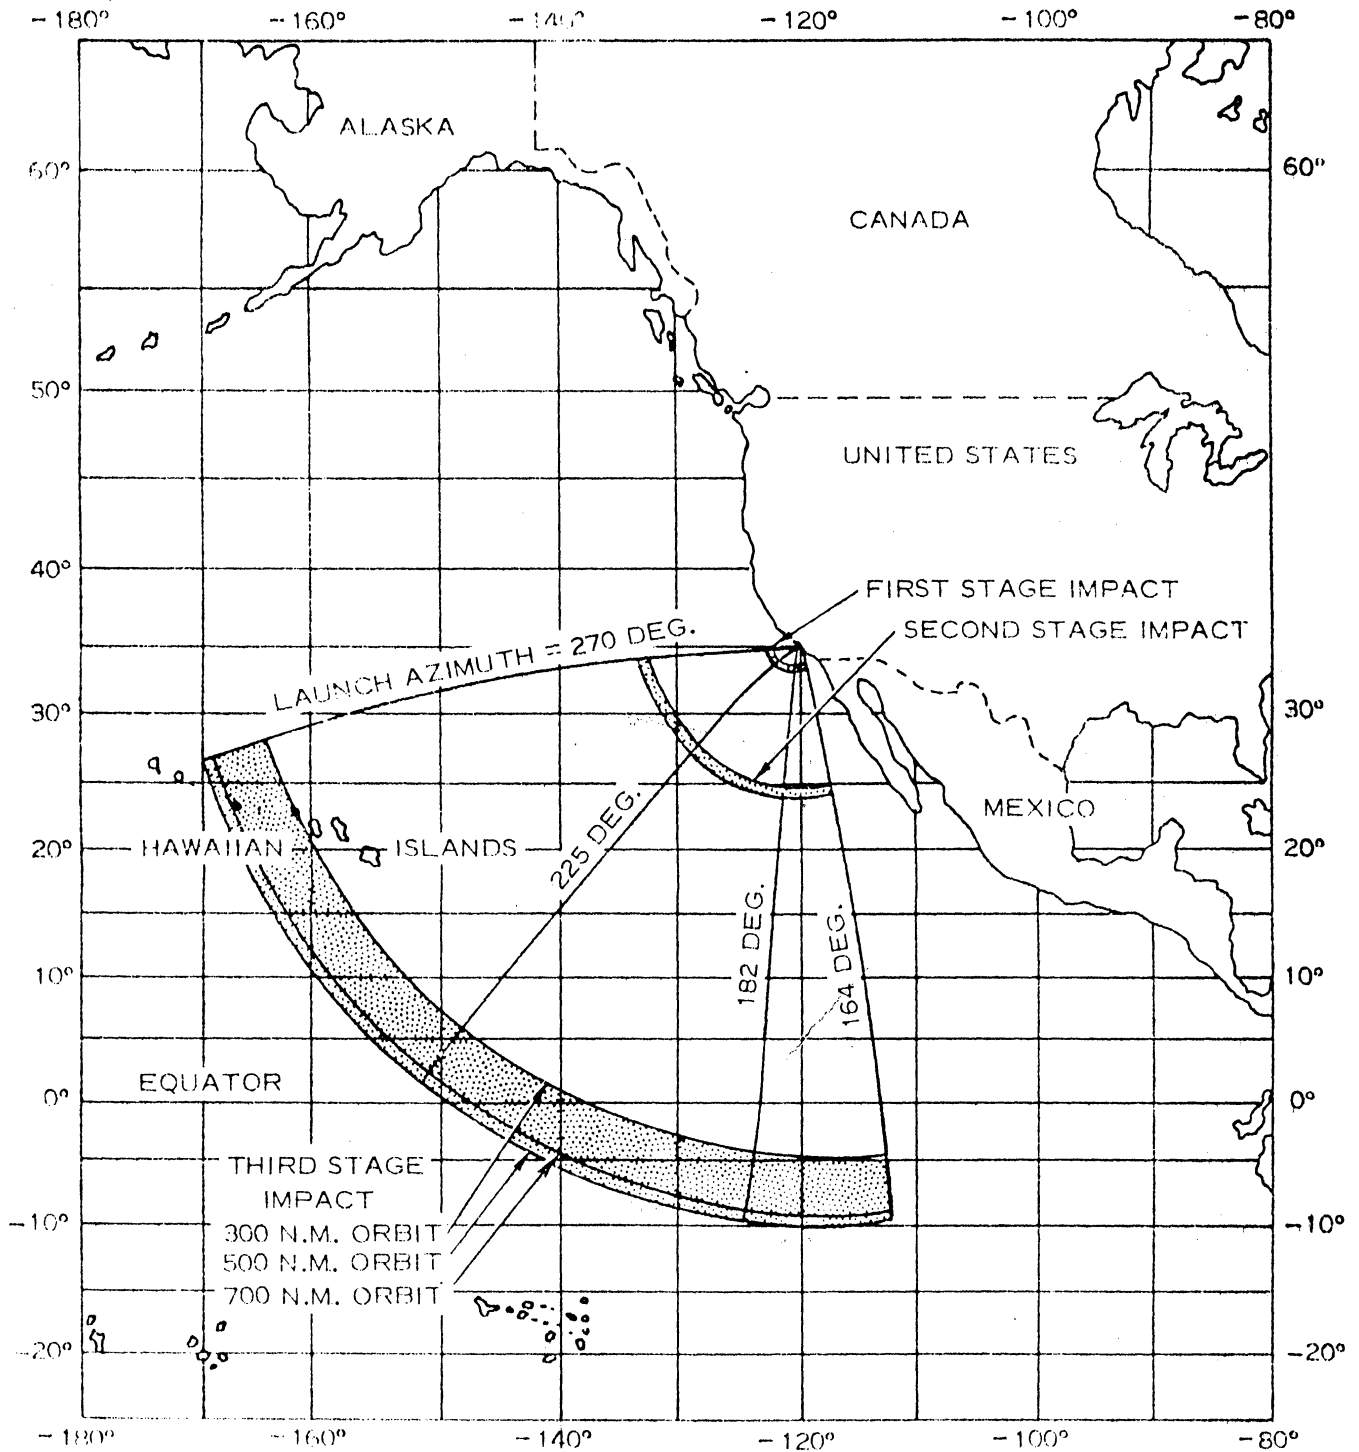 -180° -160° -140° -120° -100° -80°
ALASKA
60° 60°
CANADA
50°
UNITED STATES
40°
FIRST STAGE IMPACT
SECOND STAGE IMPACT
LAUNCH AZIMUTH = 270 DEG.
30° 30°
225 DEG.
MEXICO
HAWAIIAN ISLANDS
20° 20°
182 DEG.
164 DEG.
10° 10°
EQUATOR
0° 0°
THIRD STAGE
IMPACT
-10° -10°
300 N.M. ORBIT
500 N.M. ORBIT
700 N.M. ORBIT
-20° -20°
-180° -160° -140° -120° -100° -80°